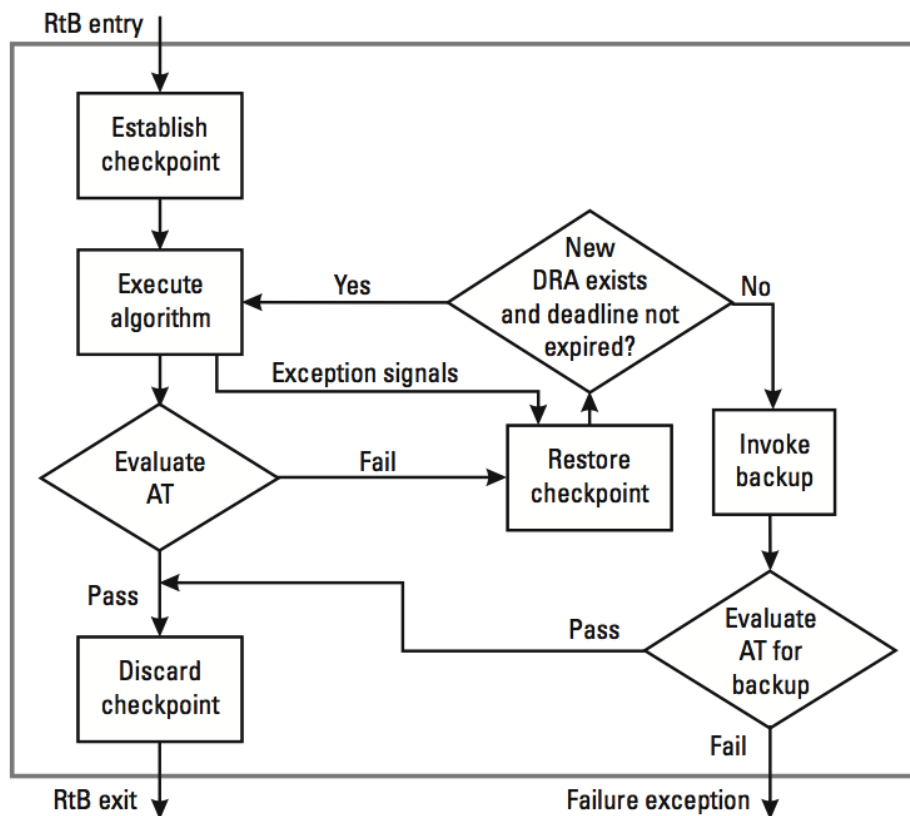 RtB entry
Establish
checkpoint
Execute
algorithm
Yes
New
DRA exists
and deadline not
expired?
No
Exception signals
Evaluate
AT
Fail
Restore
checkpoint
Invoke
backup
Pass
Pass
Evaluate
AT for
backup
Discard
checkpoint
Fail
RtB exit
Failure exception